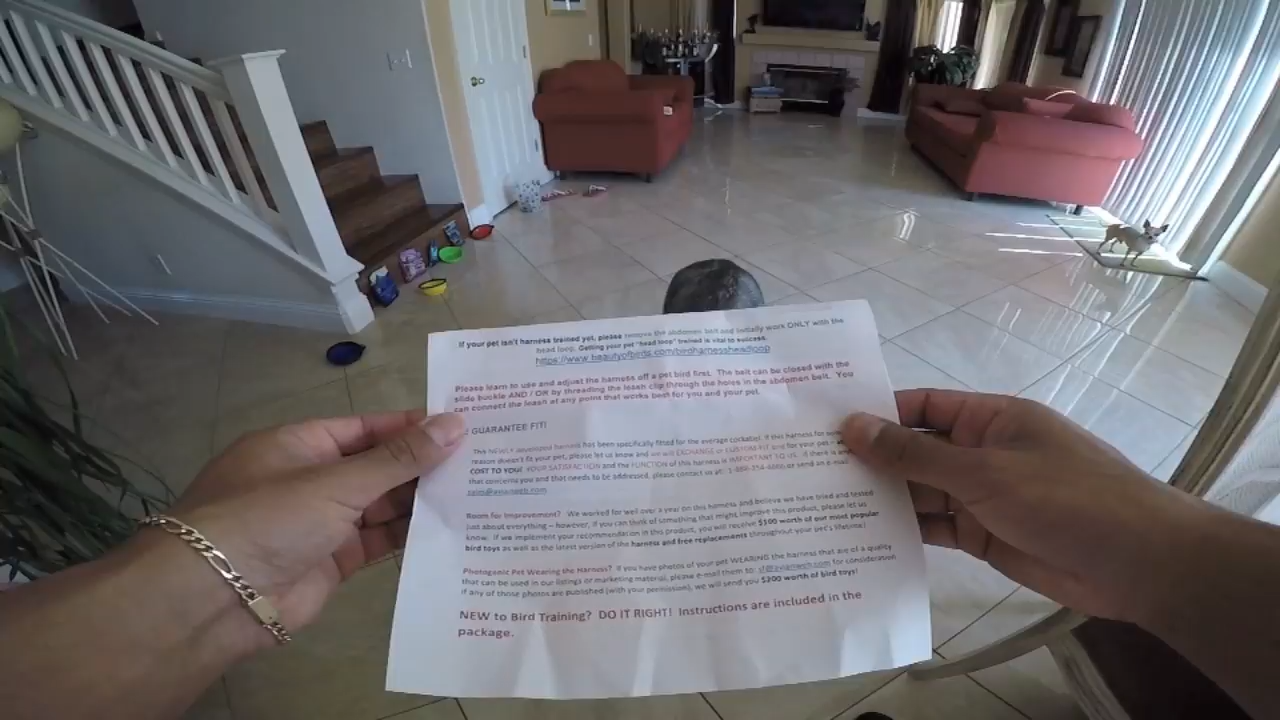 If your pet isn't harness trained yet, please remove the abdomen belt and initially work ONLY with the
head loop. Getting your pet "head loop" trained is vital to success.
https://www.beautyofbirds.com/birdharnessheadloop
Please learn to use and adjust the harness off a pet bird first. The belt can be closed with the
slide buckle AND / OR by threading the leash clip through the holes in the abdomen belt. You
can connect the leash at any point that works best for you and your pet.
GUARANTEE FIT!
This NEWLY developed harness has been specifically fitted for the average cockatiel. If this harness for some
reason doesn't fit your pet, please let us know and we will EXCHANGE or CUSTOM FIT one for your pet – at
COST TO YOU! YOUR SATISFACTION and the FUNCTION of this harness is IMPORTANT TO US. If there is any
that concerns you and that needs to be addressed, please contact us at: or send an e-mail
sales@avianweb.com
Room for Improvement? We worked for well over a year on this harness and believe we have tried and tested
just about everything – however, if you can think of something that might improve this product, please let us
know. If we implement your recommendation in this product, you will receive $100 worth of our most popular
bird toys as well as the latest version of the harness and free replacements throughout your pet's lifetime!
Photogenic Pet Wearing the Harness? If you have photos of your pet WEARING the harness that are of a quality
that can be used in our listings or marketing material, please e-mail them to: for consideration
If any of those photos are published (with your permission), we will send you $200 worth of bird toys!
NEW to Bird Training? DO IT RIGHT! Instructions are included in the
package.